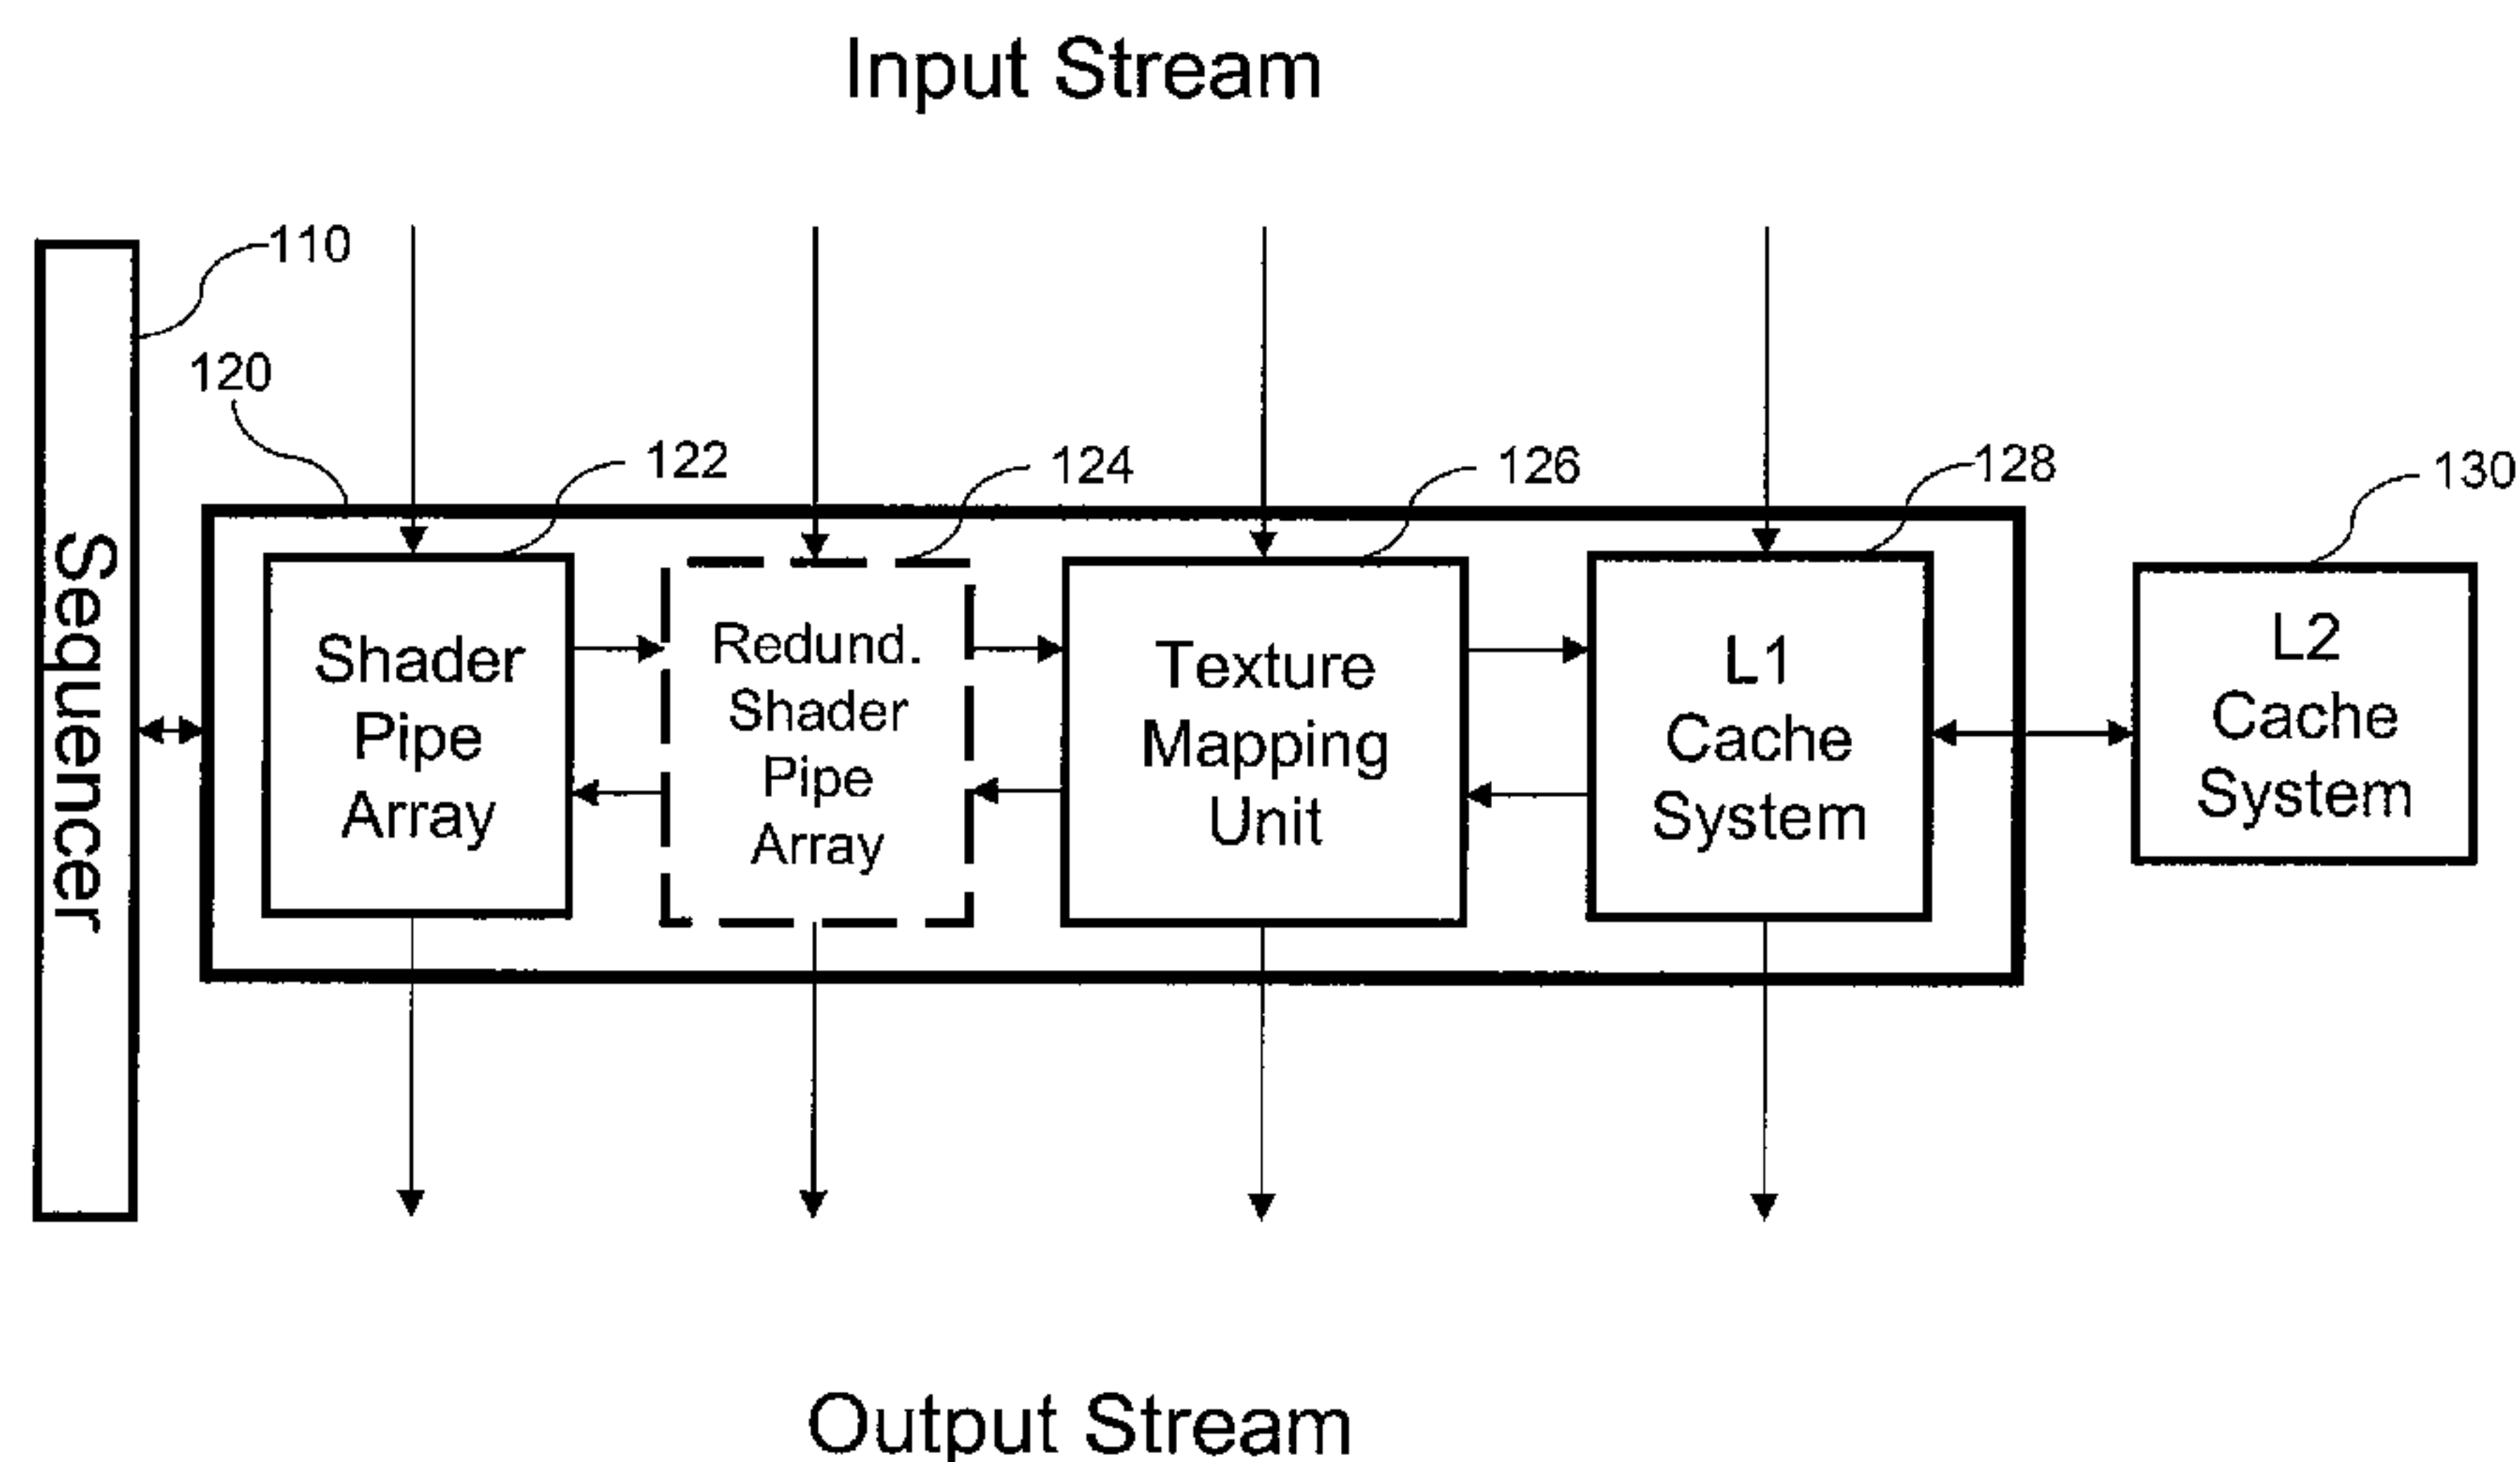 Input Stream
110
120
122
124
126
128
130
Sequencer
Shader
Pipe
Array
Redund.
Shader
Pipe
Array
Texture
Mapping
Unit
L1
Cache
System
L2
Cache
System
Output Stream